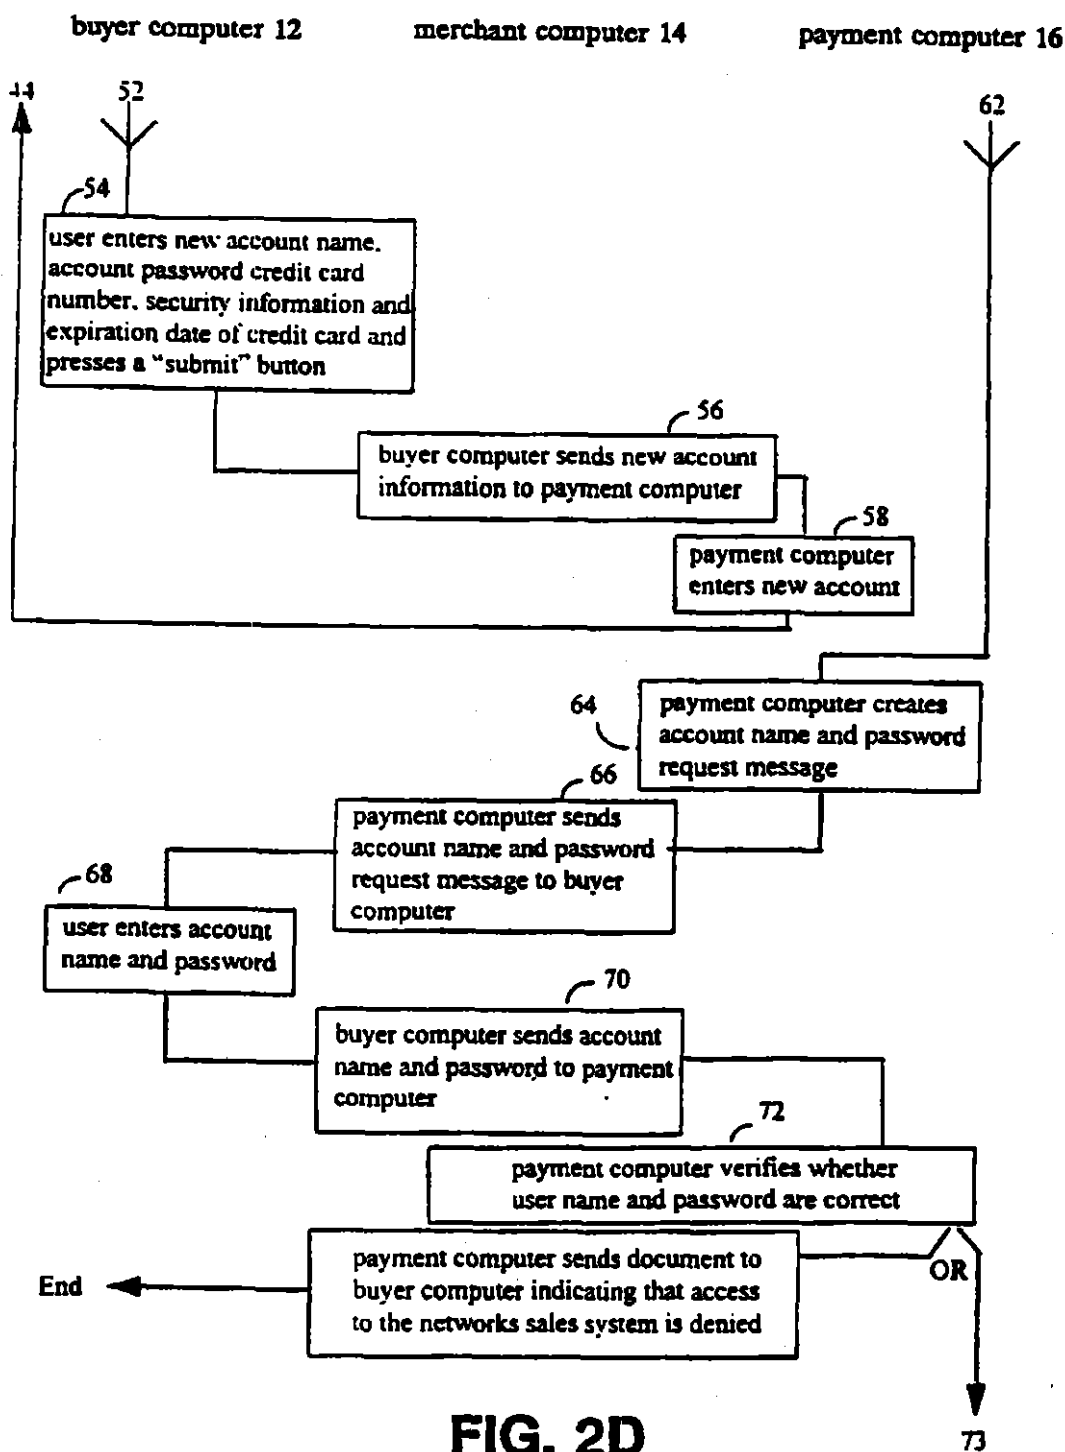 buyer computer 12 merchant computer 14 payment computer 16
44 52 62
54
user enters new account name.
account password credit card
number. security information and
expiration date of credit card and
presses a "submit" button
56
buyer computer sends new account
information to payment computer
58
payment computer
enters new account
64
payment computer creates
account name and password
request message
66
payment computer sends
account name and password
request message to buyer
computer
68
user enters account
name and password
70
buyer computer sends account
name and password to payment
computer
72
payment computer verifies whether
user name and password are correct
OR
payment computer sends document to
buyer computer indicating that access
to the networks sales system is denied
End
73
FIG. 2D